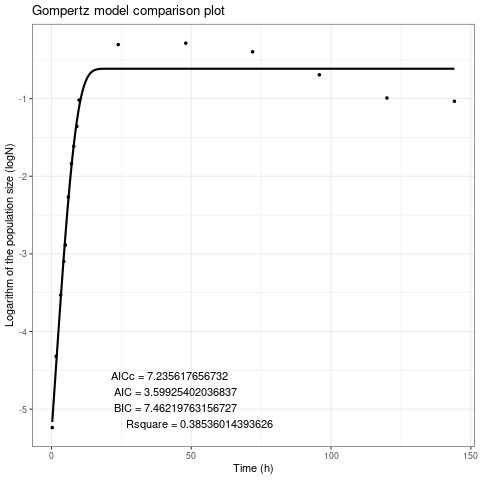 Gompertz model comparison plot
Logarithm of the population size (logN)
-1
-2
-3
-4
-5
AICc = 7.235617656732
AIC = 3.59925402036837
BIC = 7.46219763156727
Rsquare = 0.38536014393626
0 50 100 150
Time (h)